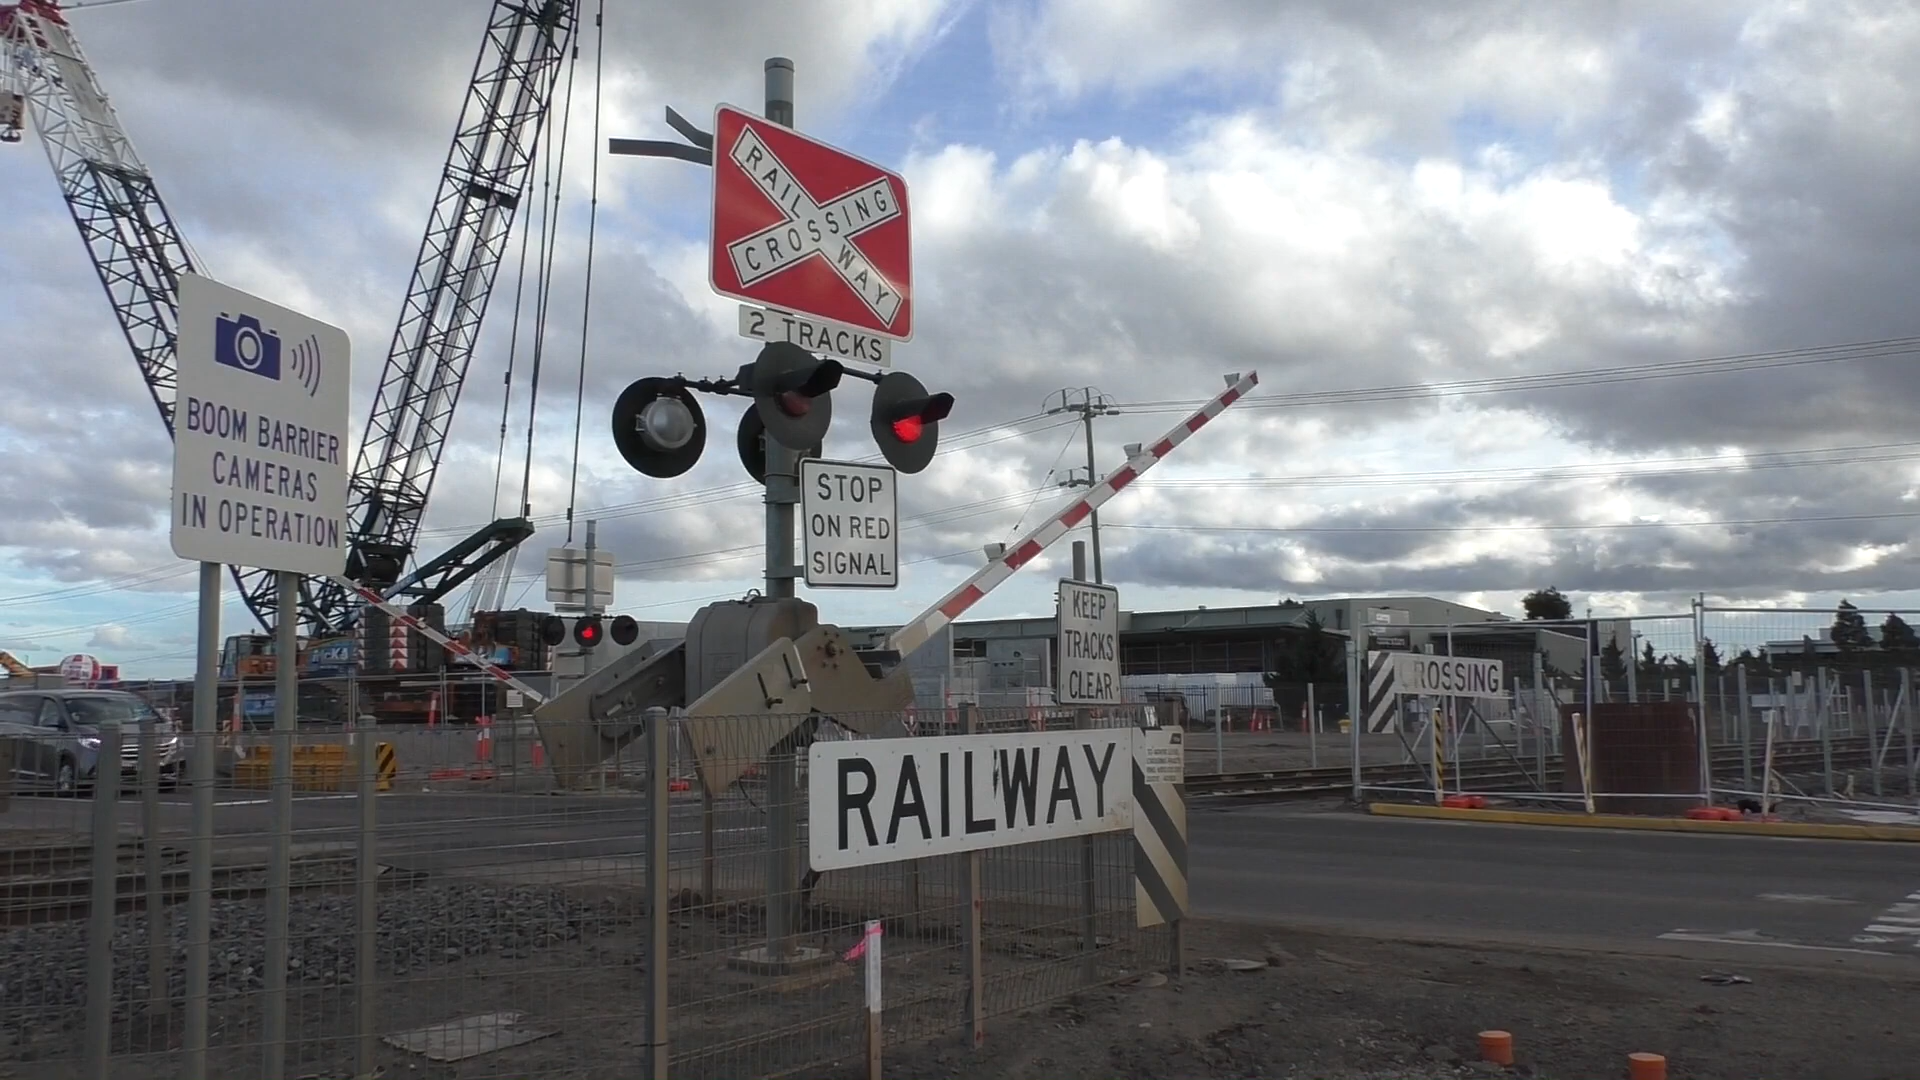 RAILWAY
CROSSING
2 TRACKS
BOOM BARRIER
CAMERAS
IN OPERATION
STOP
ON RED
SIGNAL
KEEP
TRACKS
CLEAR
CROSSING
RAILWAY